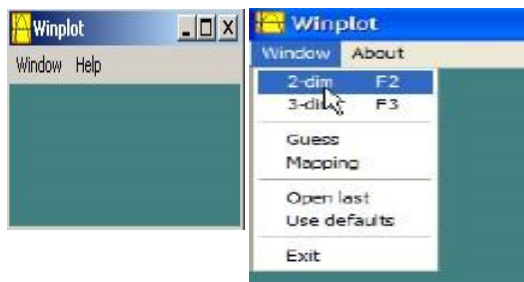 Winplot
Window Help
Winplot
Window About
2-dim F2
3-dim F3
Guess
Mapping
Open last
Use defaults
Exit